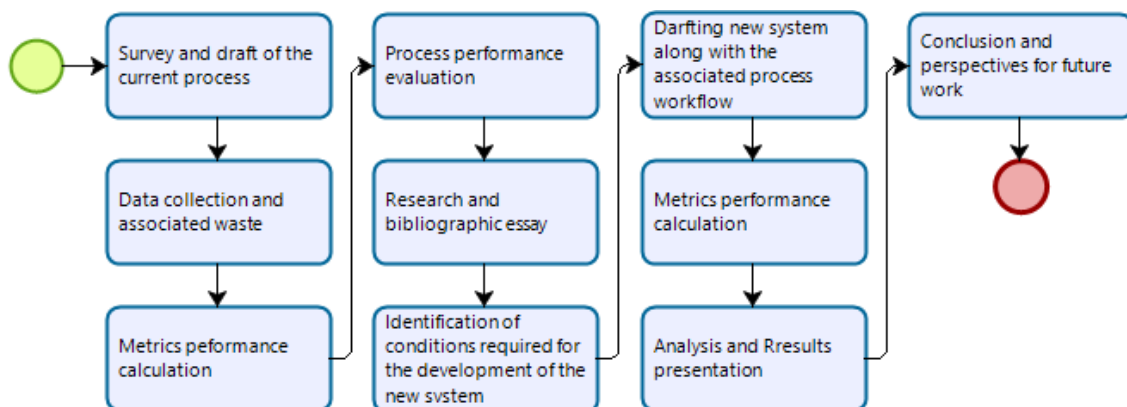 Survey and draft of the
current process
Data collection and
associated waste
Metrics peformance
calculation
Process performance
evaluation
Research and
bibliographic essay
Identification of
conditions required for
the development of the
new system
Darfting new system
along with the
associated process
workflow
Metrics performance
calculation
Analysis and Rresults
presentation
Conclusion and
perspectives for future
work